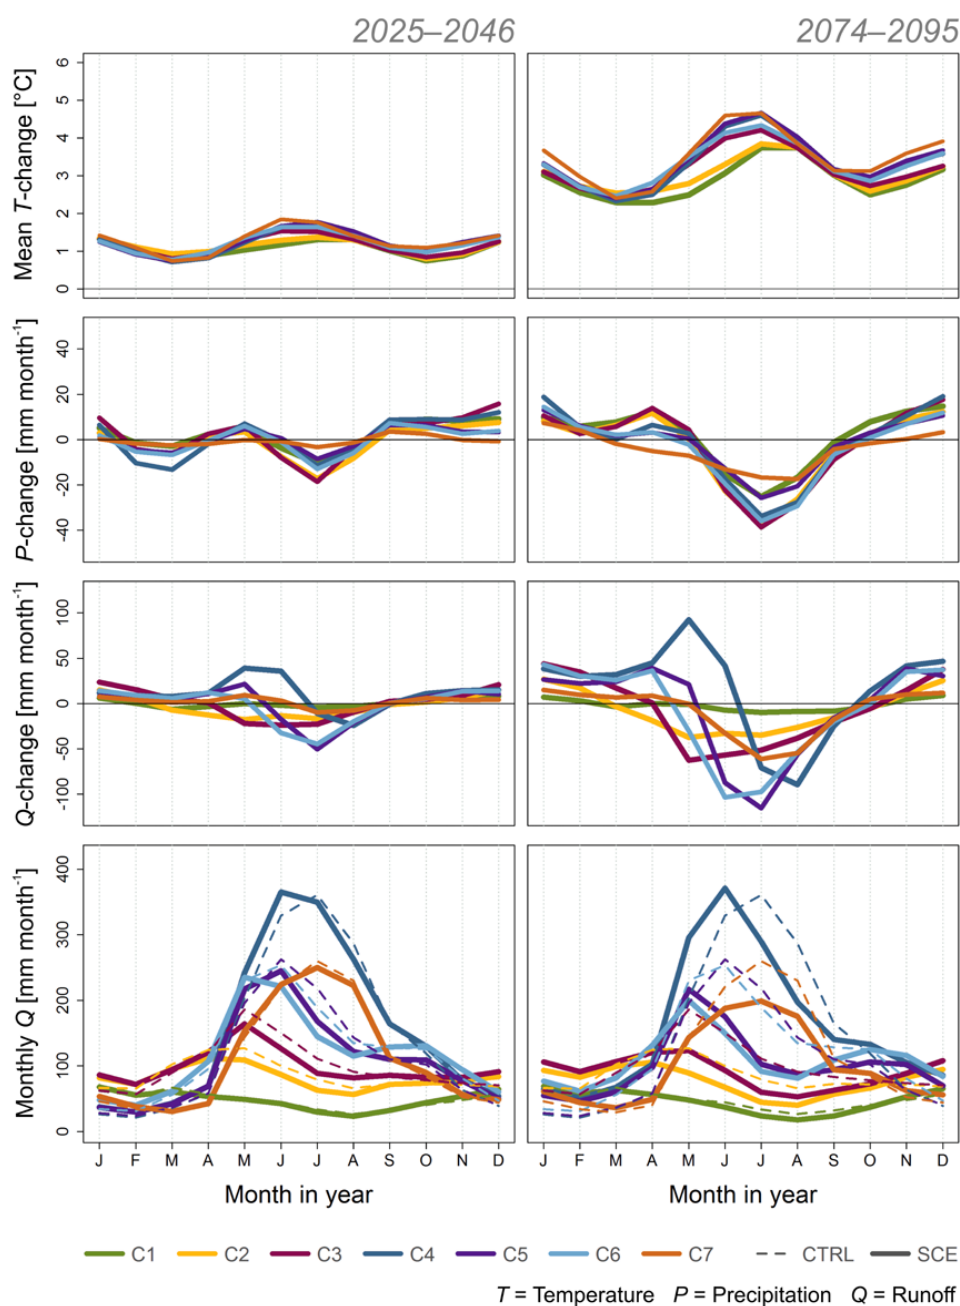 2025–2046
2074–2095
Mean T-change [°C]
6
5
4
3
2
1
0
P-change [mm month-1]
40
20
0
20
40
Q-change [mm month-1]
100
50
0
-50
-100
Monthly Q [mm month-1]
400
300
200
100
0
J F M A M J J A S O N D
J F M A M J J A S O N D
Month in year
Month in year
C1 C2 C3 C4 C5 C6 C7 CTRL SCE
T = Temperature P = Precipitation Q = Runoff